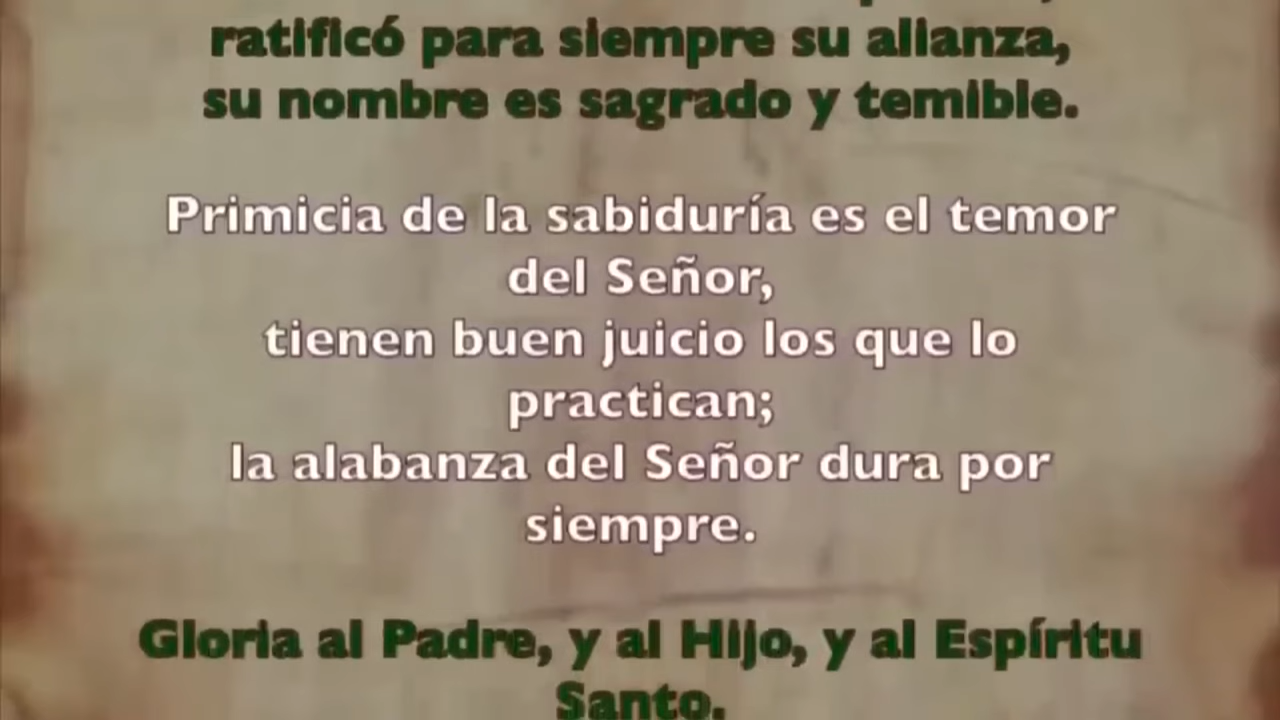 ratificó para siempre su alianza,
su nombre es sagrado y temible.
Primicia de la sabiduría es el temor
del Señor,
tienen buen juicio los que lo
practican;
la alabanza del Señor dura por
siempre.
Gloria al Padre, y al Hijo, y al Espíritu
Santo.